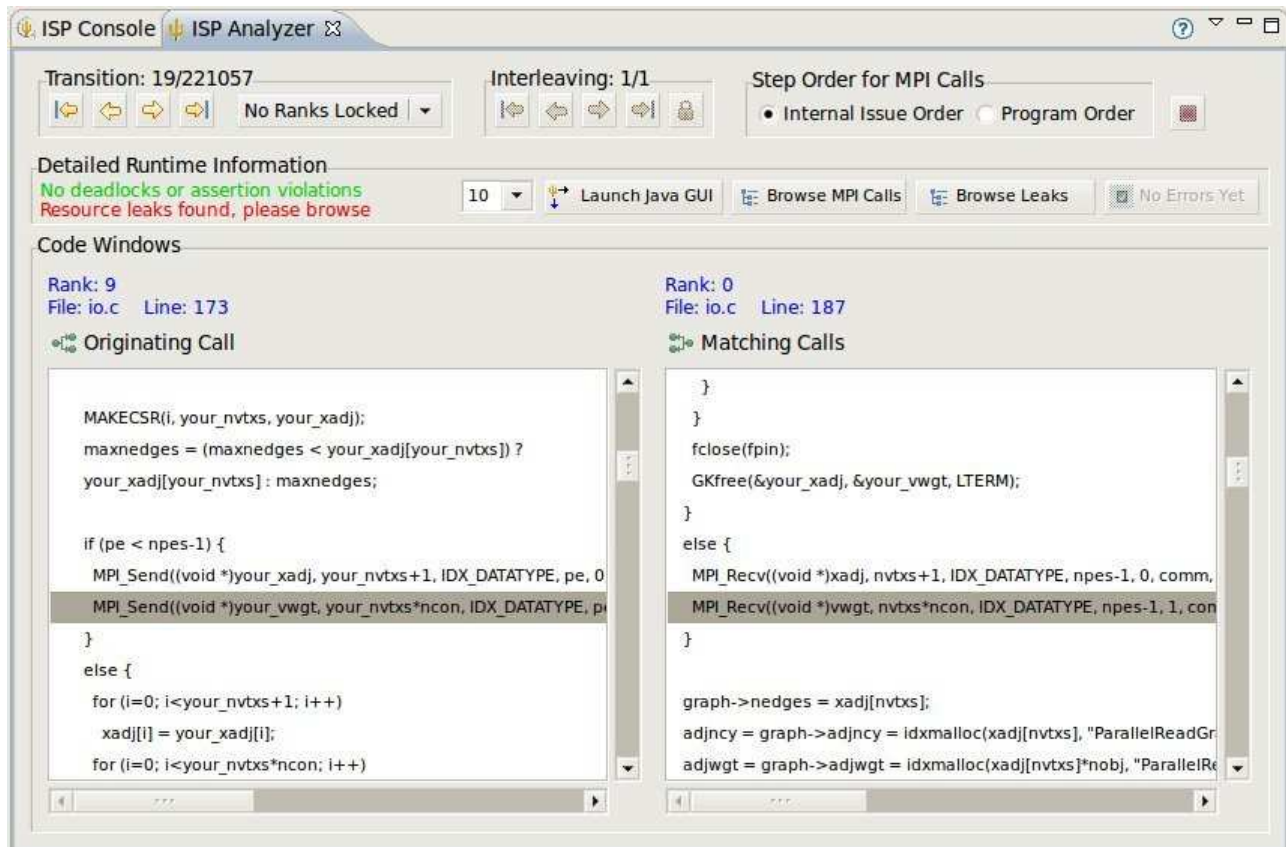 ISP Console ISP Analyzer
Transition: 19/221057 Interleaving: 1/1 Step Order for MPI Calls
No Ranks Locked Internal Issue Order Program Order
Detailed Runtime Information
No deadlocks or assertion violations
Resource leaks found, please browse
10 Launch Java GUI Browse MPI Calls Browse Leaks No Errors Yet
Code Windows
Rank: 9
File: io.c Line: 173
Originating Call
MAKECSR(i, your_nvtxs, your_xadj);
maxnedges = (maxnedges < your_xadj[your_nvtxs]) ?
your_xadj[your_nvtxs] : maxnedges;
if (pe < npes-1) {
MPI_Send((void *)your_xadj, your_nvtxs+1, IDX_DATATYPE, pe, 0
MPI_Send((void *)your_vwgt, your_nvtxs*ncon, IDX_DATATYPE, p
}
else {
for (i=0; i<your_nvtxs+1; i++)
xadj[i] = your_xadj[i];
for (i=0; i<your_nvtxs*ncon; i++)
Rank: 0
File: io.c Line: 187
Matching Calls
}
}
fclose(fpin);
GKfree(&your_xadj, &your_vwgt, LTERM);
}
else {
MPI_Recv((void *)xadj, nvtxs+1, IDX_DATATYPE, npes-1, 0, comm,
MPI_Recv((void *)vwgt, nvtxs*ncon, IDX_DATATYPE, npes-1, 1, con
}
graph->nedges = xadj[nvtxs];
adjncy = graph->adjncy = idxmalloc(xadj[nvtxs], "ParallelReadGr
adjwgt = graph->adjwgt = idxmalloc(xadj[nvtxs]*nobj, "ParallelRe